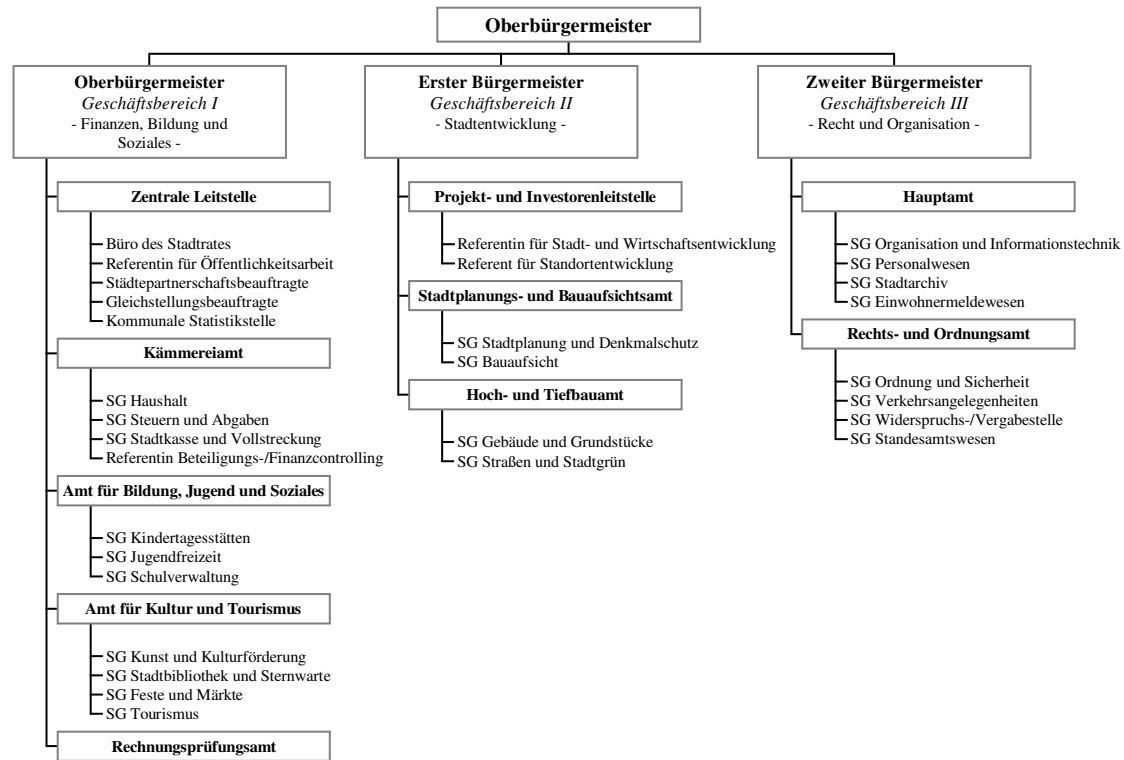 Oberbürgermeister
Oberbürgermeister
Geschäftsbereich I
- Finanzen, Bildung und
Soziales -
Zentrale Leitstelle
Büro des Stadtrates
Referentin für Öffentlichkeitsarbeit
Städtepartnerschaftsbeauftragte
Gleichstellungsbeauftragte
Kommunale Statistikstelle
Kämmereiamt
SG Haushalt
SG Steuern und Abgaben
SG Stadtkasse und Vollstreckung
Referentin Beteiligungs-/Finanzcontrolling
Amt für Bildung, Jugend und Soziales
SG Kindertagesstätten
SG Jugendfreizeit
SG Schulverwaltung
Amt für Kultur und Tourismus
SG Kunst und Kulturförderung
SG Stadtbibliothek und Sternwarte
SG Feste und Märkte
SG Tourismus
Rechnungsprüfungsamt
Erster Bürgermeister
Geschäftsbereich II
- Stadtentwicklung -
Projekt- und Investorenleitstelle
Referentin für Stadt- und Wirtschaftsentwicklung
Referent für Standortentwicklung
Stadtplanungs- und Bauaufsichtsamt
SG Stadtplanung und Denkmalschutz
SG Bauaufsicht
Hoch- und Tiefbauamt
SG Gebäude und Grundstücke
SG Straßen und Stadtgrün
Zweiter Bürgermeister
Geschäftsbereich III
- Recht und Organisation -
Hauptamt
SG Organisation und Informationstechnik
SG Personalwesen
SG Stadtarchiv
SG Einwohnermeldewesen
Rechts- und Ordnungsamt
SG Ordnung und Sicherheit
SG Verkehrsangelegenheiten
SG Widerspruchs-/Vergabestelle
SG Standesamtswesen